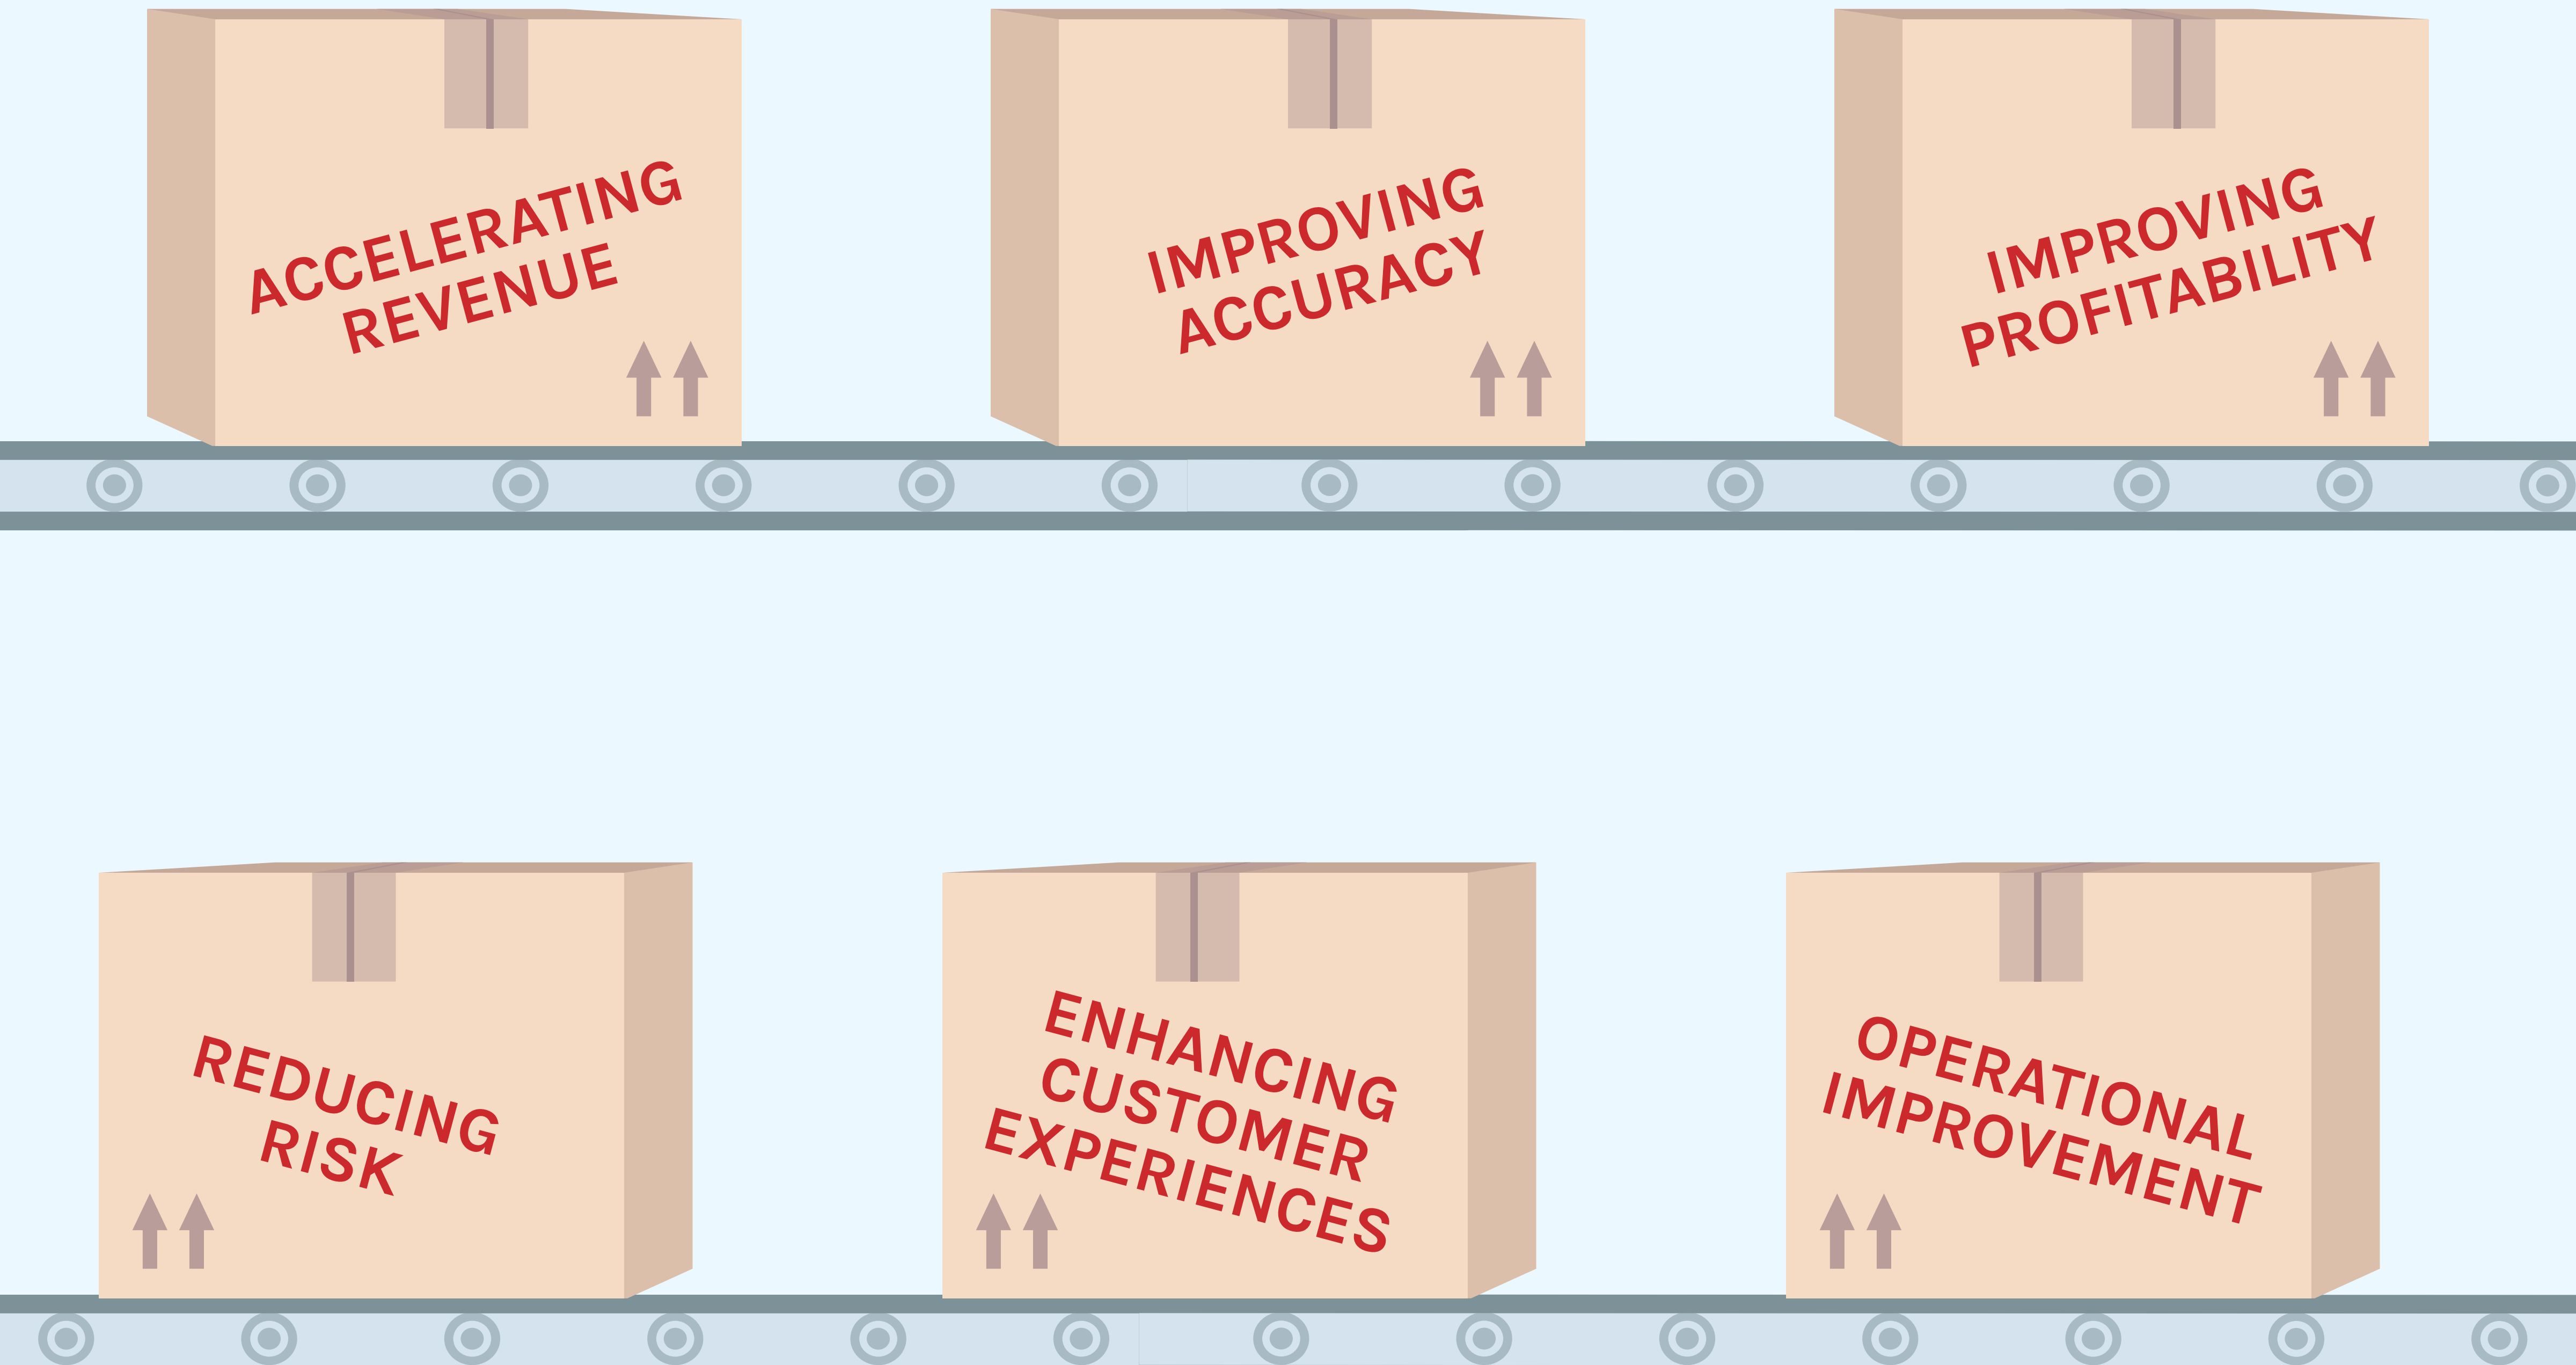 ACCELERATING
REVENUE
IMPROVING
ACCURACY
IMPROVING
PROFITABILITY
REDUCING
RISK
ENHANCING
CUSTOMER
EXPERIENCES
OPERATIONAL
IMPROVEMENT